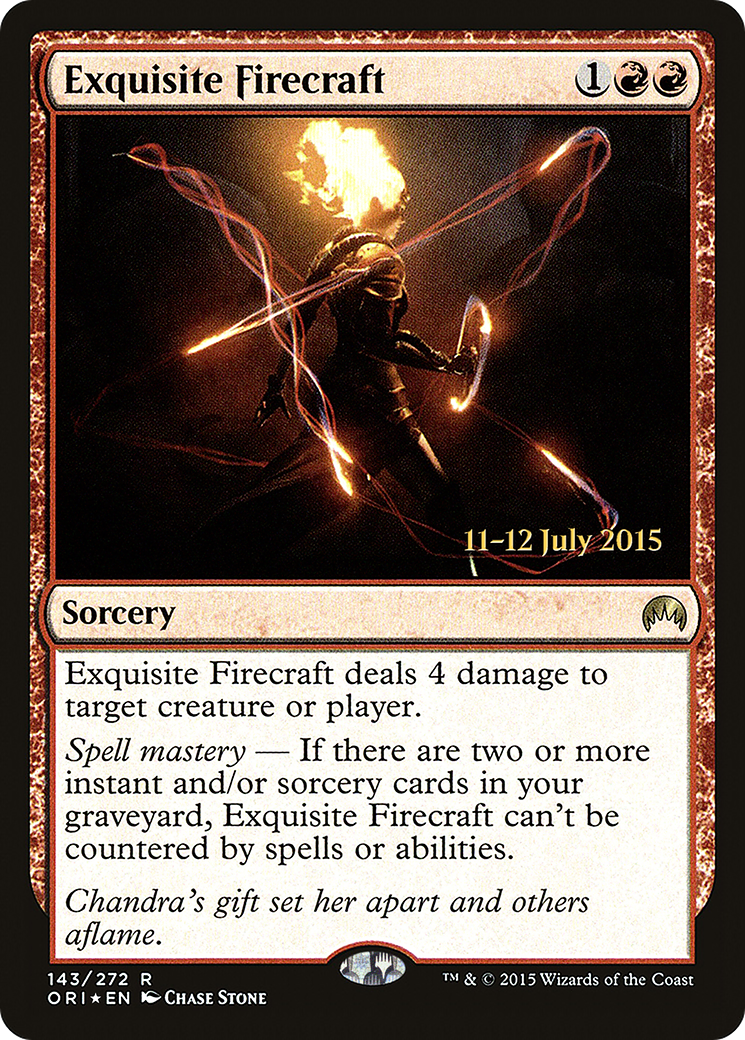 Exquisite Firecraft 1
11–12 July 2015
Sorcery
Exquisite Firecraft deals 4 damage to
target creature or player.
Spell mastery — If there are two or more
instant and/or sorcery cards in your
graveyard, Exquisite Firecraft can't be
countered by spells or abilities.
Chandra's gift set her apart and others
aflame.
143/272 R
ORI★EN Chase Stone
™ & © 2015 Wizards of the Coast